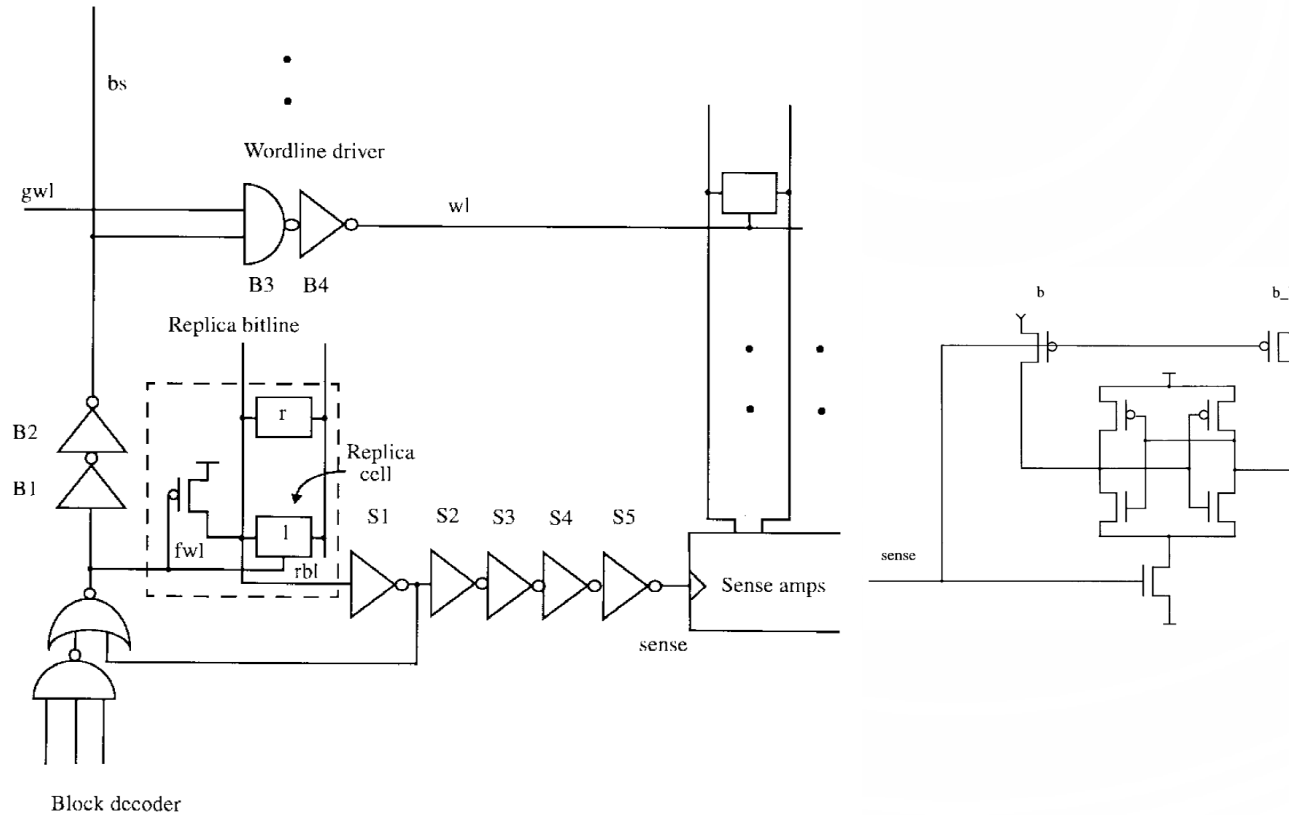 bs
Wordline driver
gwl
wl
B3
B4
Replica bitline
r
B2
B1
Replica
cell
l
fwl
rbl
S1
S2
S3
S4
S5
Sense amps
sense
Block decoder
b
sense